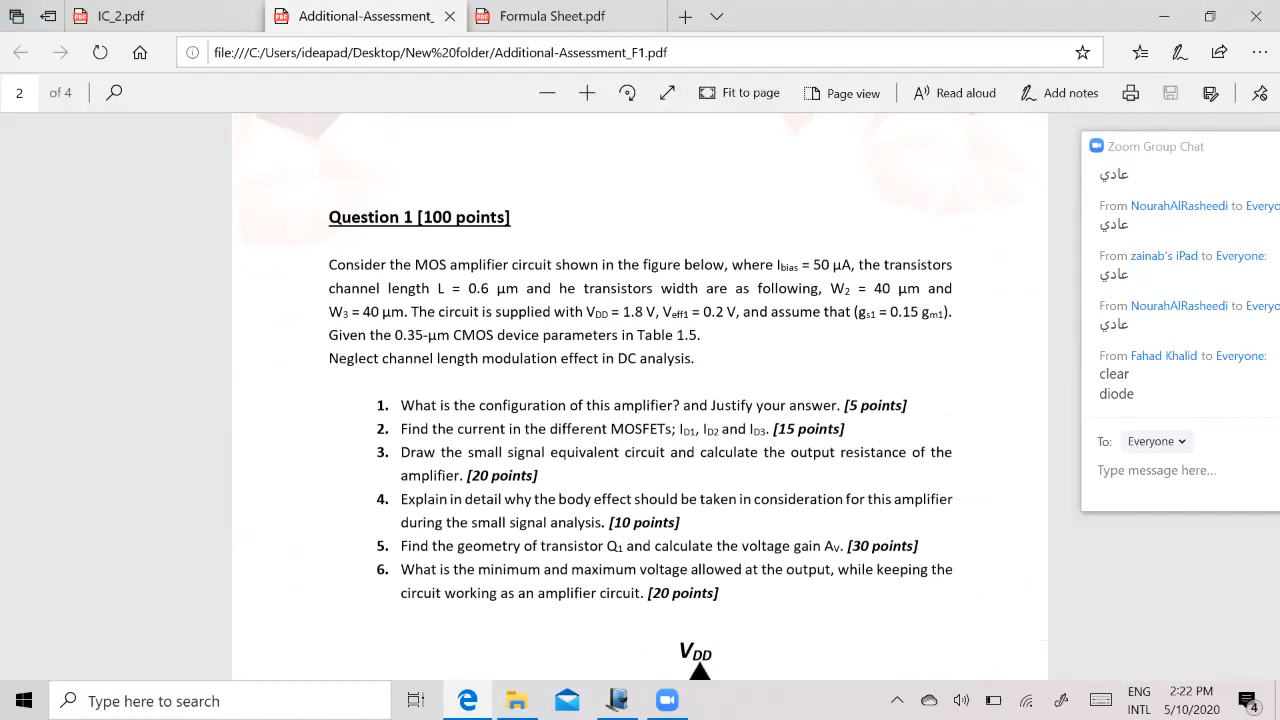 IC_2.pdf
Additional-Assessment_
Formula Sheet.pdf
file:///C:/Users/ideapad/Desktop/New%20folder/Additional-Assessment_F1.pdf
2 of 4
Fit to page
Page view
Read aloud
Add notes
Question 1 [100 points]
Consider the MOS amplifier circuit shown in the figure below, where Ibias = 50 µA, the transistors
channel length L = 0.6 µm and he transistors width are as following, W2 = 40 µm and
W3 = 40 µm. The circuit is supplied with VDD = 1.8 V, Veff1 = 0.2 V, and assume that (gs1 = 0.15 gm1).
Given the 0.35-µm CMOS device parameters in Table 1.5.
Neglect channel length modulation effect in DC analysis.
1. What is the configuration of this amplifier? and Justify your answer. [5 points]
2. Find the current in the different MOSFETs; ID1, ID2 and ID3. [15 points]
3. Draw the small signal equivalent circuit and calculate the output resistance of the
amplifier. [20 points]
4. Explain in detail why the body effect should be taken in consideration for this amplifier
during the small signal analysis. [10 points]
5. Find the geometry of transistor Q1 and calculate the voltage gain AV. [30 points]
6. What is the minimum and maximum voltage allowed at the output, while keeping the
circuit working as an amplifier circuit. [20 points]
VDD
Zoom Group Chat
عادي
From NourahAlRasheedi to Everyo
عادي
From zainab's iPad to Everyone:
عادي
From NourahAlRasheedi to Everyo
عادي
From Fahad Khalid to Everyone:
clear
diode
To: Everyone
Type message here...
Type here to search
ENG
INTL
2:22 PM
5/10/2020
4